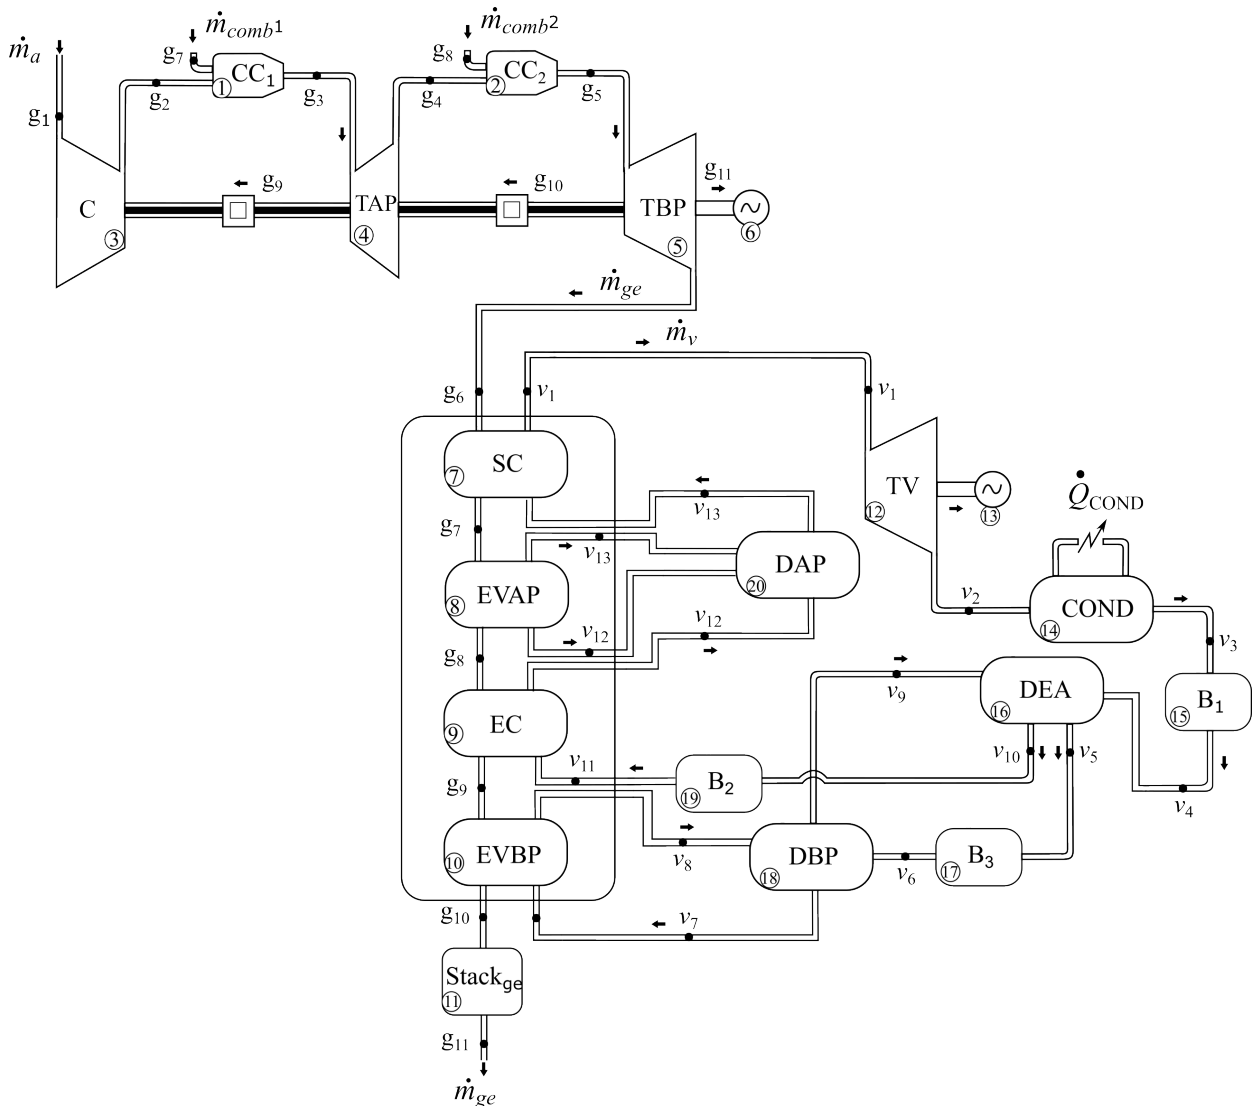 ṁₐ
ṁcomb1
ṁcomb2
g7
CC₁
1
g8
CC₂
2
g1
g2
g3
g4
g5
C
3
g9
TAP
4
g10
TBP
5
g11
~
6
ṁge
ṁv
g6
v1
v1
SC
7
TV
12
~
13
Q̇COND
g7
v13
v13
DAP
20
EVAP
8
v12
v12
v2
COND
14
v3
g8
EC
9
v9
DEA
16
B₁
15
v10
v5
v4
g9
v11
B₂
19
EVBP
10
v8
DBP
18
v6
B₃
17
g10
v7
Stackge
11
g11
ṁge